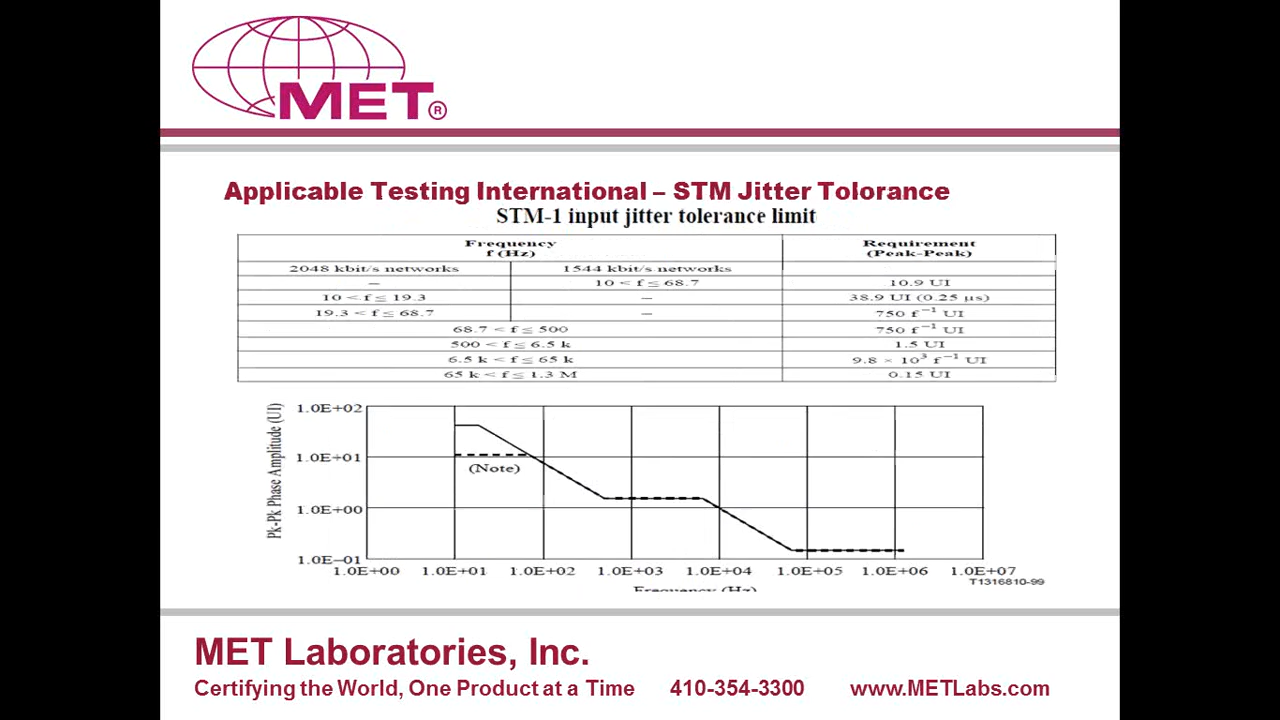 MET®
Applicable Testing International – STM Jitter Tolorance
STM-1 input jitter tolerance limit
Frequency
f (Hz)
Requirement
(Peak-Peak)
2048 kbit/s networks 1544 kbit/s networks
– 10 < f ≤ 68.7 10.9 UI
10 < f ≤ 19.3 – 38.9 UI (0.25 µs)
19.3 < f ≤ 68.7 – 750 f⁻¹ UI
68.7 < f ≤ 500 750 f⁻¹ UI
500 < f ≤ 6.5 k 1.5 UI
6.5 k < f ≤ 65 k 9.8 × 10³ f⁻¹ UI
65 k < f ≤ 1.3 M 0.15 UI
Pk-Pk Phase Amplitude (UI)
1.0E+02
1.0E+01
(Note)
1.0E+00
1.0E–01
1.0E+00 1.0E+01 1.0E+02 1.0E+03 1.0E+04 1.0E+05 1.0E+06 1.0E+07
T1316810-99
Frequency (Hz)
MET Laboratories, Inc.
Certifying the World, One Product at a Time 410-354-3300 www.METLabs.com